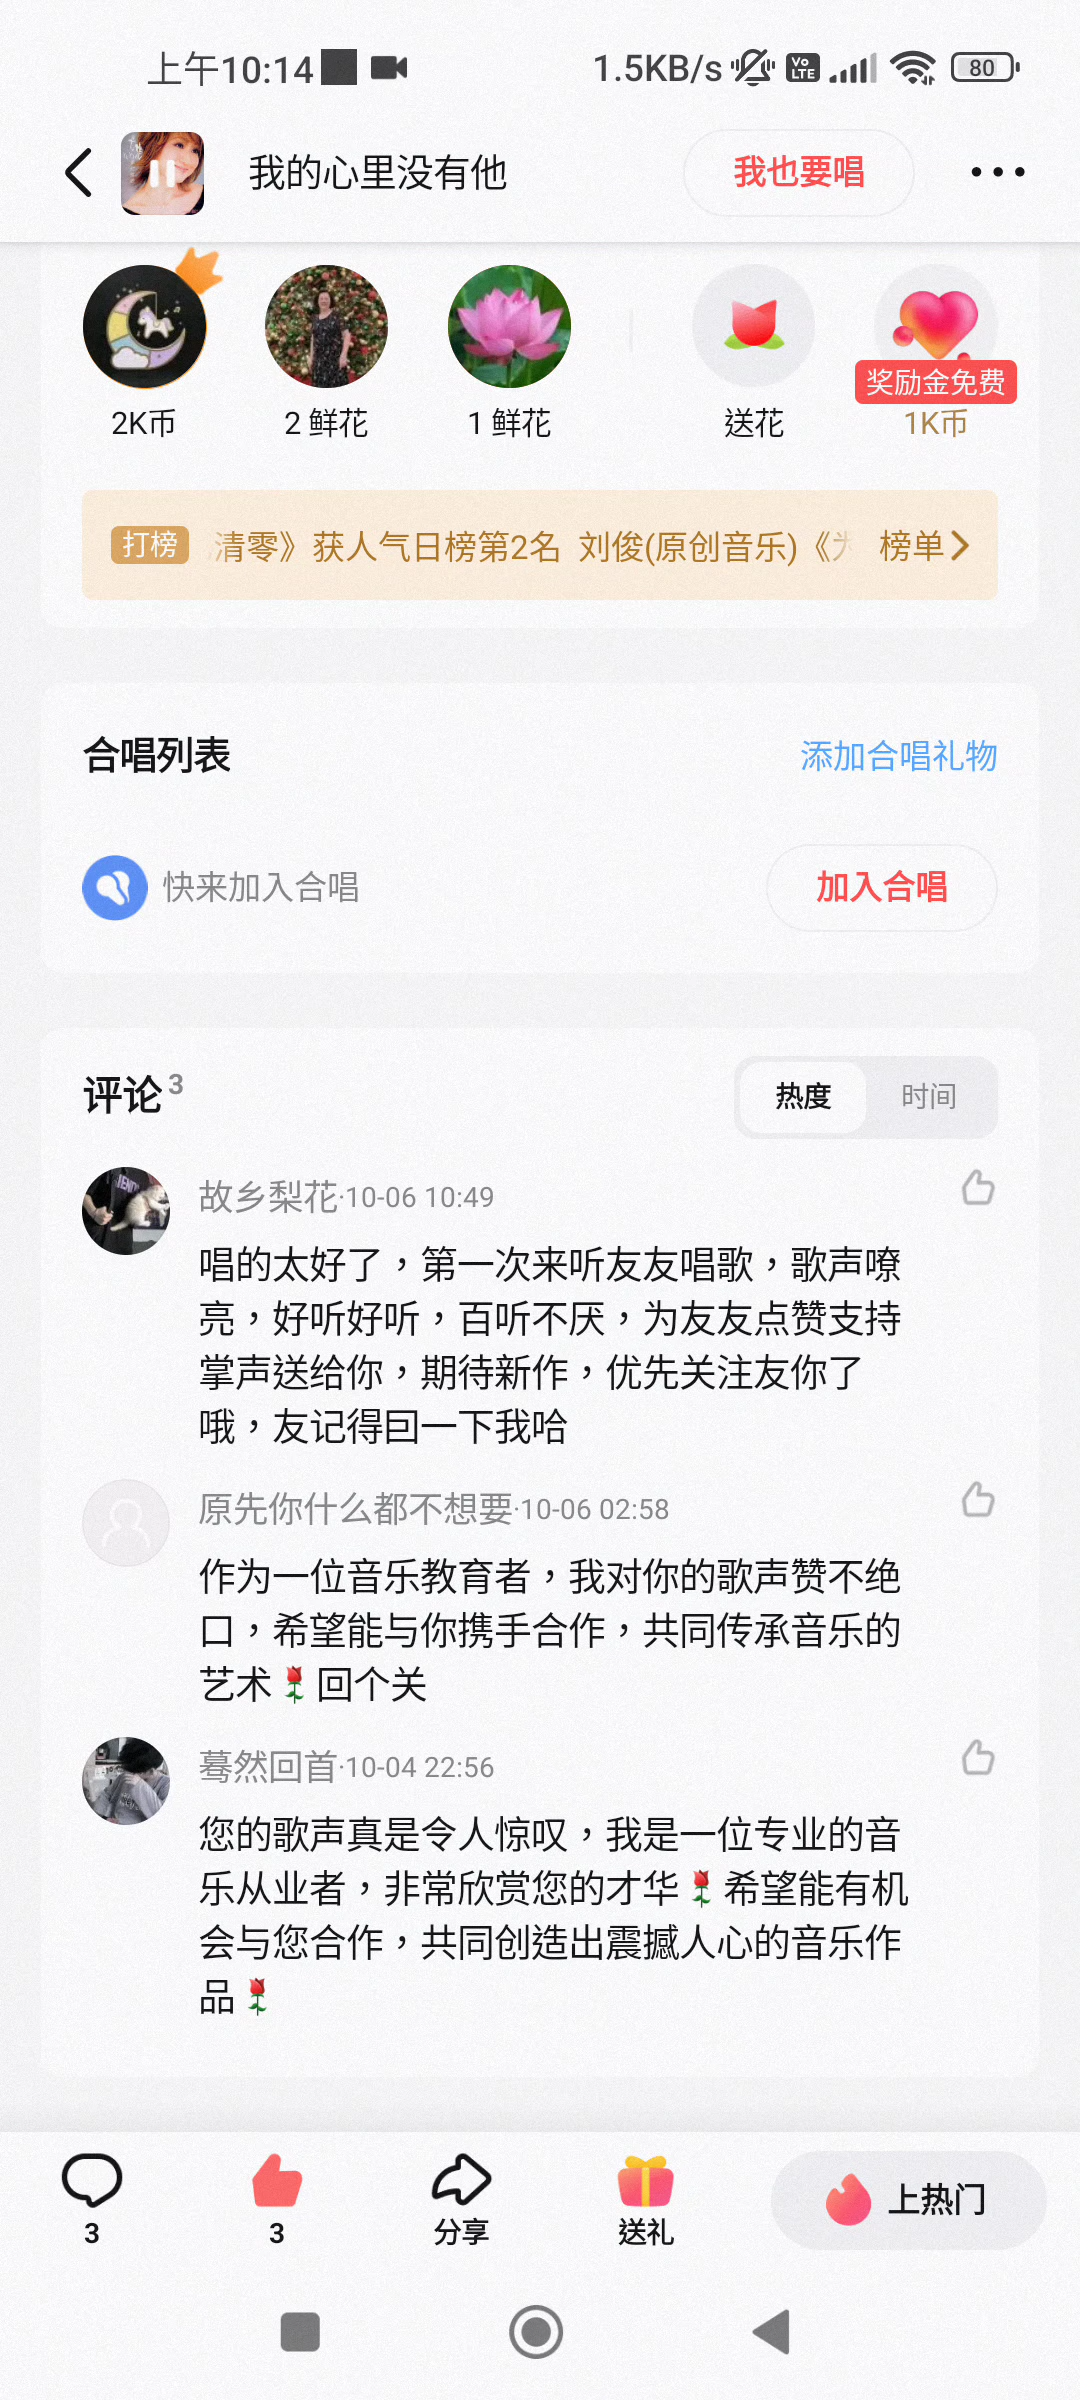 上午10:14
1.5KB/s
Vo LTE
80
我的心里没有他
我也要唱
2K币
2 鲜花
1 鲜花
送花
奖励金免费
1K币
打榜 清零》获人气日榜第2名 刘俊(原创音乐)《 榜单
合唱列表
添加合唱礼物
快来加入合唱
加入合唱
评论 3
热度
时间
故乡梨花·10-06 10:49
唱的太好了，第一次来听友友唱歌，歌声嘹
亮，好听好听，百听不厌，为友友点赞支持
掌声送给你，期待新作，优先关注友你了
哦，友记得回一下我哈
原先你什么都不想要·10-06 02:58
作为一位音乐教育者，我对你的歌声赞不绝
口，希望能与你携手合作，共同传承音乐的
艺术🌹回个关
蓦然回首·10-04 22:56
您的歌声真是令人惊叹，我是一位专业的音
乐从业者，非常欣赏您的才华🌹希望能有机
会与您合作，共同创造出震撼人心的音乐作
品🌹
3
3
分享
送礼
上热门